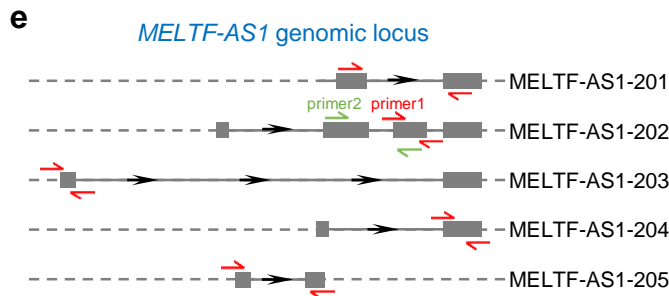 e
MELTF-AS1 genomic locus
MELTF-AS1-201
primer2 primer1
MELTF-AS1-202
MELTF-AS1-203
MELTF-AS1-204
MELTF-AS1-205